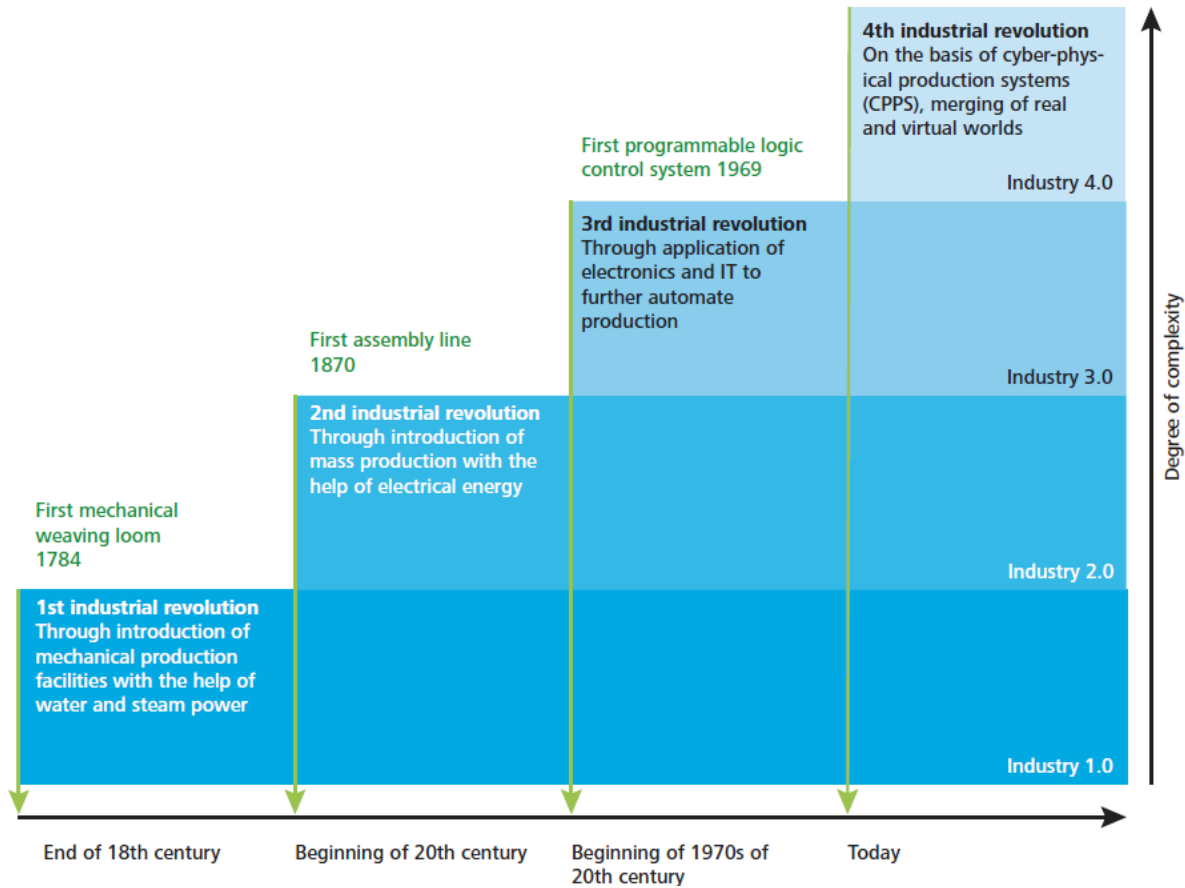 4th industrial revolution
On the basis of cyber-phys-
ical production systems
(CPPS), merging of real
and virtual worlds
Industry 4.0
First programmable logic
control system 1969
3rd industrial revolution
Through application of
electronics and IT to
further automate
production
Industry 3.0
First assembly line
1870
2nd industrial revolution
Through introduction of
mass production with the
help of electrical energy
Industry 2.0
First mechanical
weaving loom
1784
1st industrial revolution
Through introduction of
mechanical production
facilities with the help of
water and steam power
Industry 1.0
Degree of complexity
End of 18th century
Beginning of 20th century
Beginning of 1970s of
20th century
Today